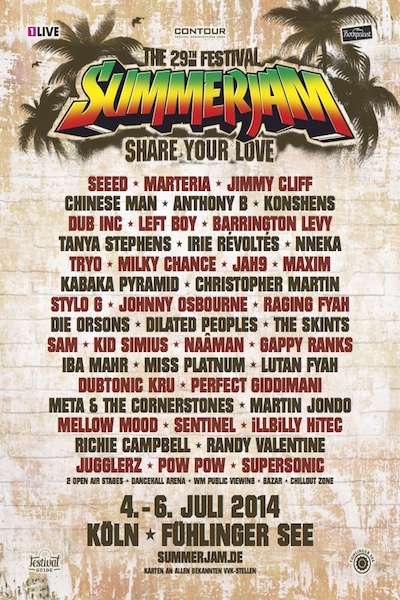 1LIVE
CONTOUR
Rockpalast
THE 29TH FESTIVAL
SUMMERJAM
SHARE YOUR LOVE
SEEED ★ MARTERIA ★ JIMMY CLIFF
CHINESE MAN ★ ANTHONY B ★ KONSHENS
DUB INC ★ LEFT BOY ★ BARRINGTON LEVY
TANYA STEPHENS ★ IRIE RÉVOLTÉS ★ NNEKA
TRYO ★ MILKY CHANCE ★ JAH9 ★ MAXIM
KABAKA PYRAMID ★ CHRISTOPHER MARTIN
STYLO G ★ JOHNNY OSBOURNE ★ RAGING FYAH
DIE ORSONS ★ DILATED PEOPLES ★ THE SKINTS
SAM ★ KID SIMIUS ★ NAÂMAN ★ GAPPY RANKS
IBA MAHR ★ MISS PLATNUM ★ LUTAN FYAH
DUBTONIC KRU ★ PERFECT GIDDIMANI
META & THE CORNERSTONES ★ MARTIN JONDO
MELLOW MOOD ★ SENTINEL ★ iLLBiLLY HiTEC
RICHIE CAMPBELL ★ RANDY VALENTINE
JUGGLERZ ★ POW POW ★ SUPERSONIC
2 OPEN AIR STAGES ★ DANCEHALL ARENA ★ WM PUBLIC VIEWING ★ BAZAR ★ CHILLOUT ZONE
4. - 6. JULI 2014
KÖLN ★ FÜHLINGER SEE
SUMMERJAM.DE
KARTEN AN ALLEN BEKANNTEN VVK-STELLEN
Festival
GUIDE